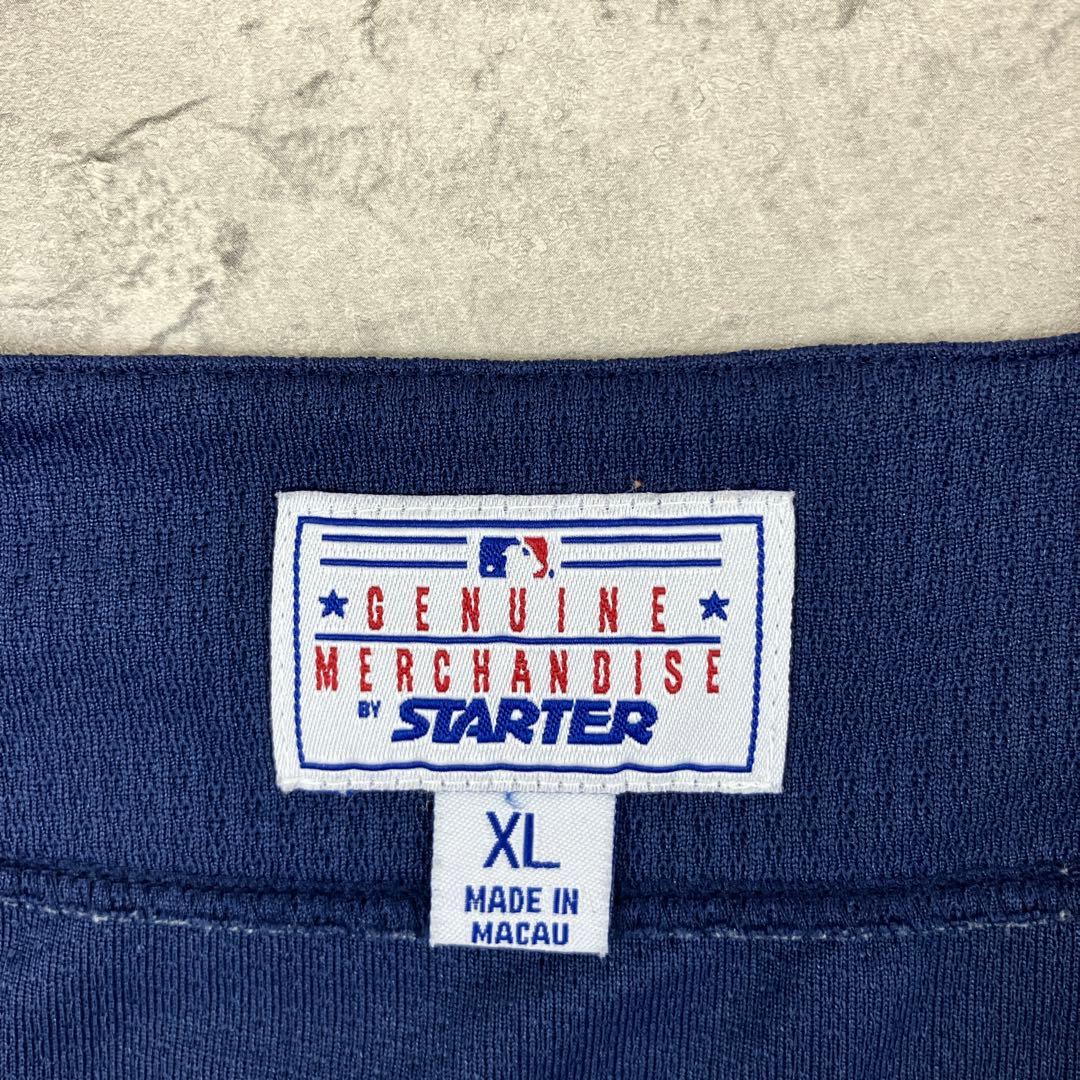 GENUINE
MERCHANDISE
BY STARTER
XL
MADE IN
MACAU